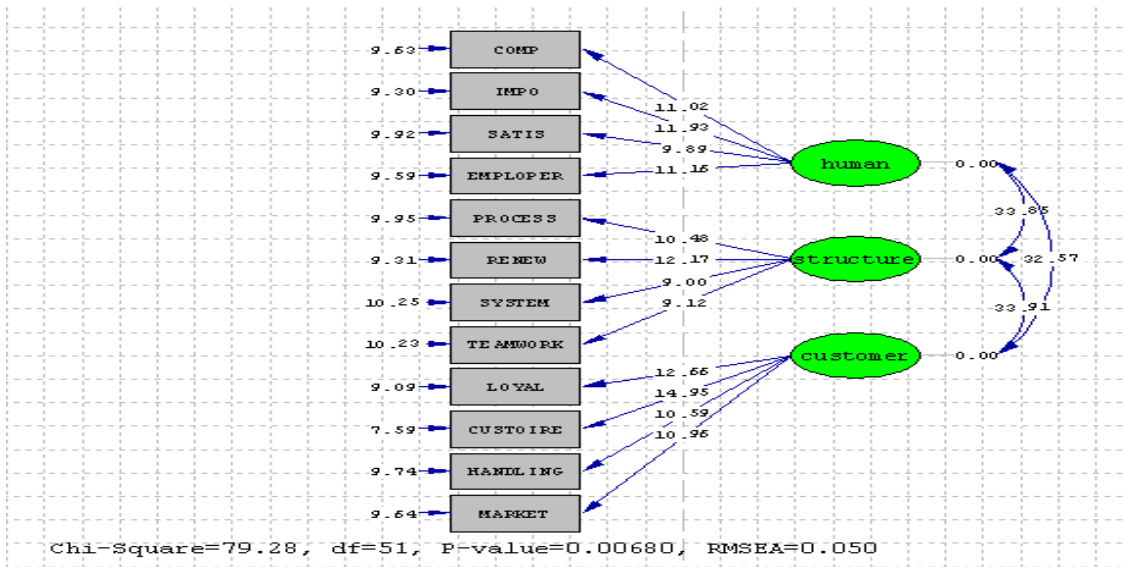 9.53 COMP
9.30 IMPO 11.02
11.93
9.92 SATIS 9.89 human 0.00
9.59 EMPLOPER 11.16
9.95 PROCESS 33.85
10.48
9.31 RENEW 12.17 structure 0.00 32.57
9.00
10.25 SYSTEM 9.12 33.91
10.23 TEAMWORK
customer 0.00
12.66
9.09 LOYAL 14.95
10.59
7.59 CUSTOIRE 10.96
9.74 HANDLING
9.64 MARKET
Chi-Square=79.28, df=51, P-value=0.00680, RMSEA=0.050